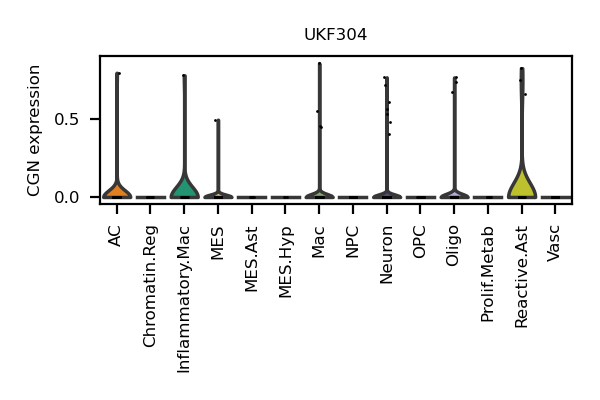 UKF304
CGN expression
0.5
0.0
AC
Chromatin.Reg
Inflammatory.Mac
MES
MES.Ast
MES.Hyp
Mac
NPC
Neuron
OPC
Oligo
Prolif.Metab
Reactive.Ast
Vasc